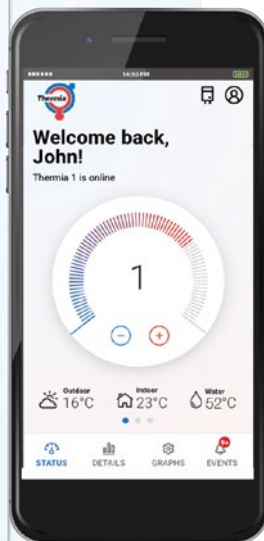 14:10 PM
Thermia
Welcome back,
John!
Thermia 1 is online
1
Outdoor
16°C
Indoor
23°C
Water
52°C
STATUS
DETAILS
GRAPHS
EVENTS